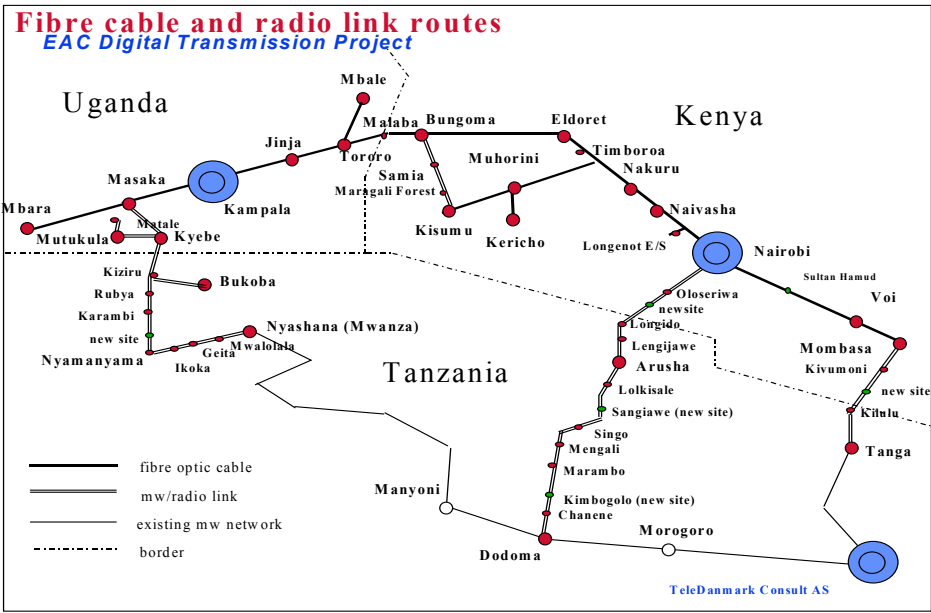 Fibre cable and radio link routes
EAC Digital Transmission Project
Mbale
Uganda
Kenya
Malaba
Bungoma
Eldoret
Jinja
Tororo
Timboroa
Muhorini
Nakuru
Samia
Masaka
Maragali Forest
Naivasha
Mbara
Kampala
Matale
Kisumu
Kericho
Mutukula
Kyebe
Longenot E/S
Nairobi
Kiziru
Bukoba
Sultan Hamud
Rubya
Oloseriwa
Voi
Karambi
newsite
Nyashana (Mwanza)
Longido
new site
Mwalolala
Lengijawe
Mombasa
Geita
Nyamanyama
Ikoka
Arusha
Kivumoni
Tanzania
Lolkisale
new site
Sangiawe (new site)
Kilulu
Singo
Mengali
Tanga
fibre optic cable
Marambo
mw/radio link
Manyoni
Kimbogolo (new site)
existing mw network
Chanene
Morogoro
border
Dodoma
TeleDanmark Consult AS